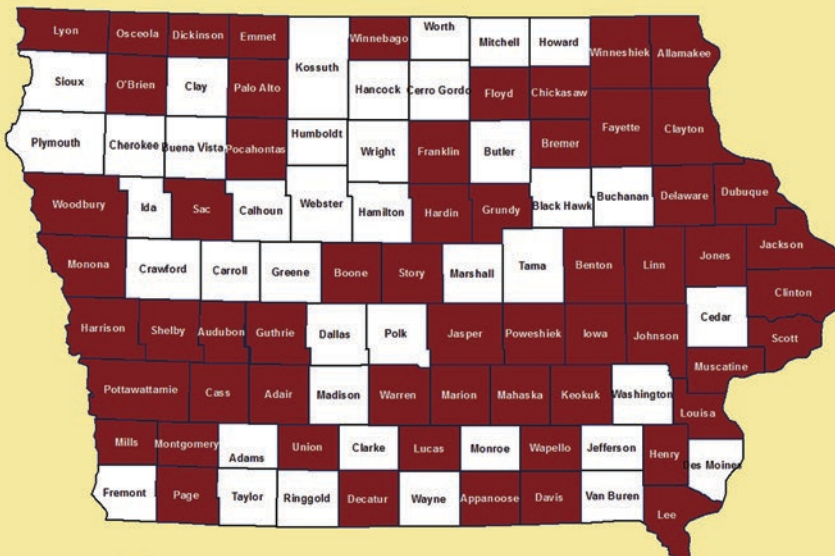 Lyon
Osceola
Dickinson
Emmet
Winnebago
Worth
Mitchell
Howard
Winneshiek
Allamakee
Kossuth
Sioux
O'Brien
Clay
Palo Alto
Hancock
Cerro Gordo
Floyd
Chickasaw
Fayette
Clayton
Plymouth
Cherokee
Buena Vista
Pocahontas
Humboldt
Wright
Franklin
Butler
Bremer
Woodbury
Ida
Sac
Calhoun
Webster
Hamilton
Hardin
Grundy
Black Hawk
Buchanan
Delaware
Dubuque
Monona
Crawford
Carroll
Greene
Boone
Story
Marshall
Tama
Benton
Linn
Jones
Jackson
Clinton
Harrison
Shelby
Audubon
Guthrie
Dallas
Polk
Jasper
Poweshiek
Iowa
Johnson
Cedar
Scott
Muscatine
Pottawattamie
Cass
Adair
Madison
Warren
Marion
Mahaska
Keokuk
Washington
Louisa
Mills
Montgomery
Adams
Union
Clarke
Lucas
Monroe
Wapello
Jefferson
Henry
Des Moines
Fremont
Page
Taylor
Ringgold
Decatur
Wayne
Appanoose
Davis
Van Buren
Lee